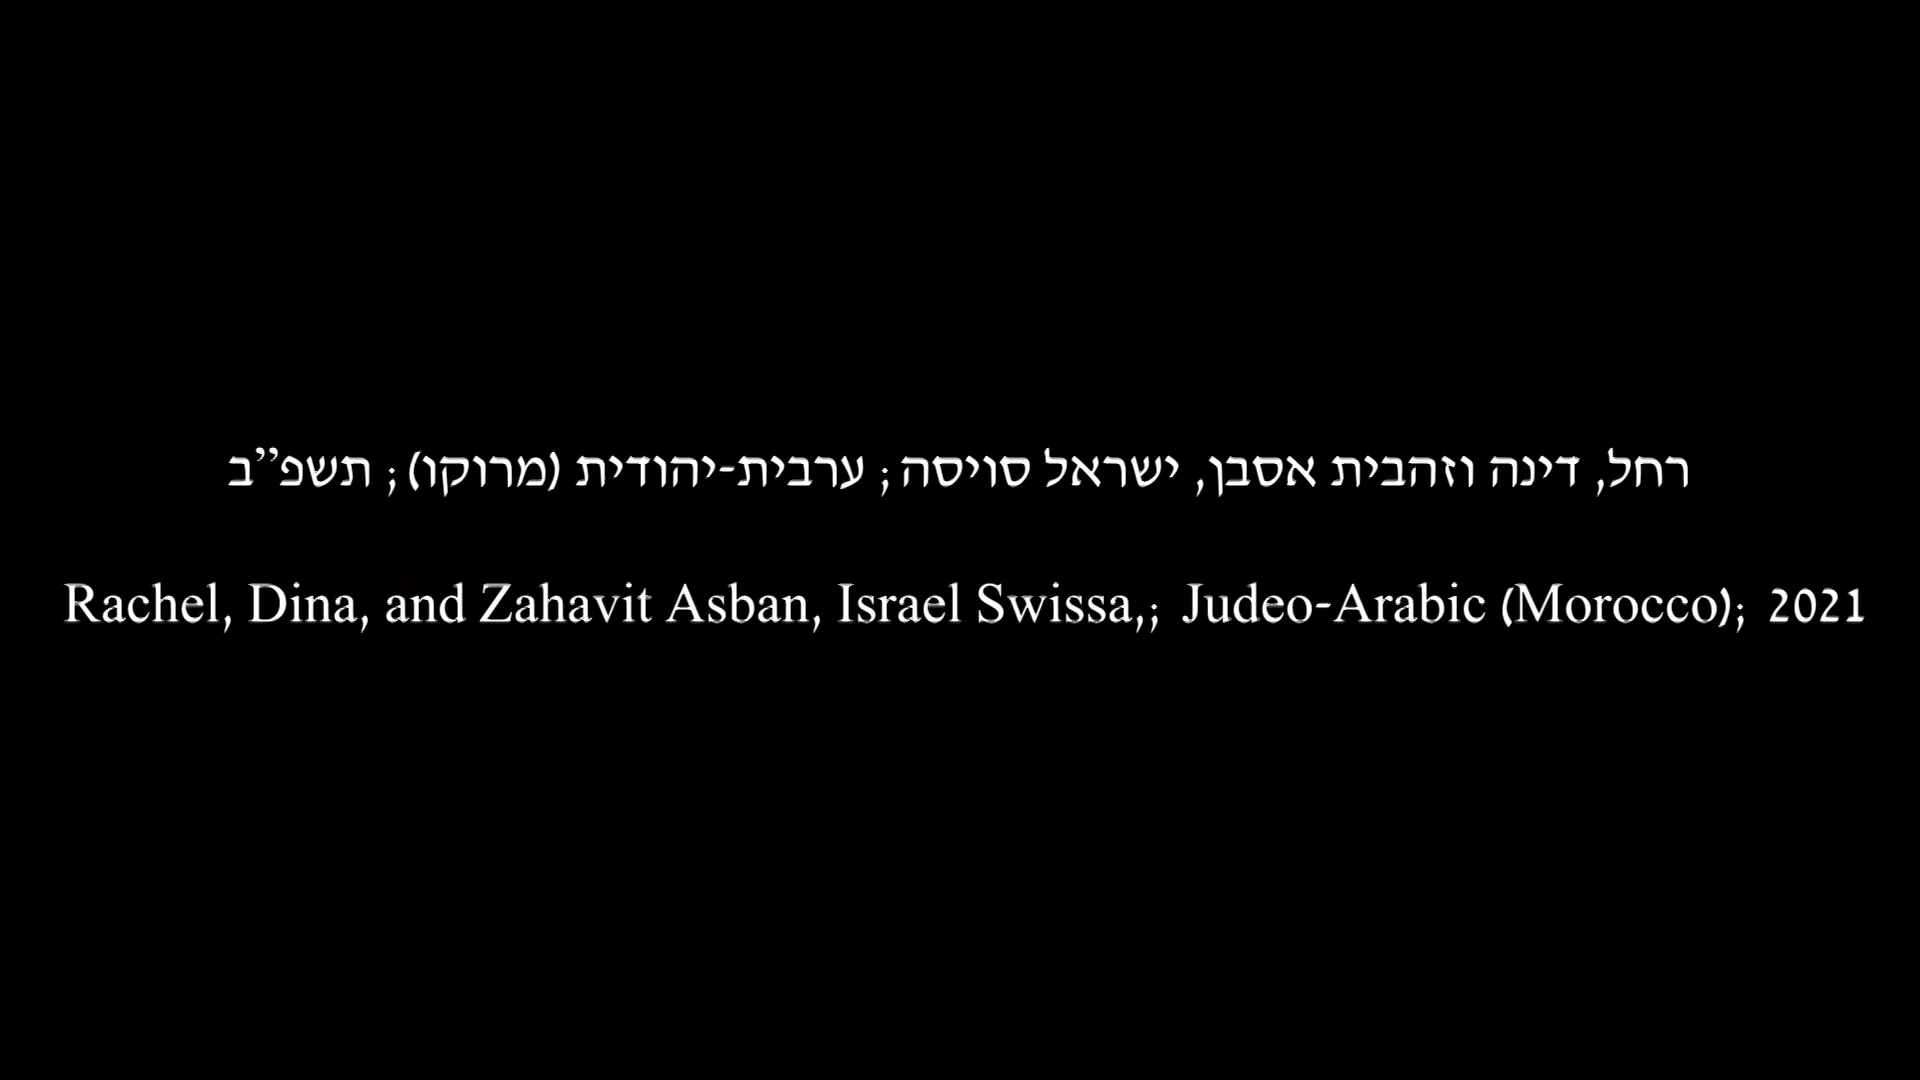 רחל, דינה וזהבית אסבן, ישראל סויסה; ערבית-יהודית (מרוקו); תשפ”ב
Rachel, Dina, and Zahavit Asban, Israel Swissa,; Judeo-Arabic (Morocco); 2021